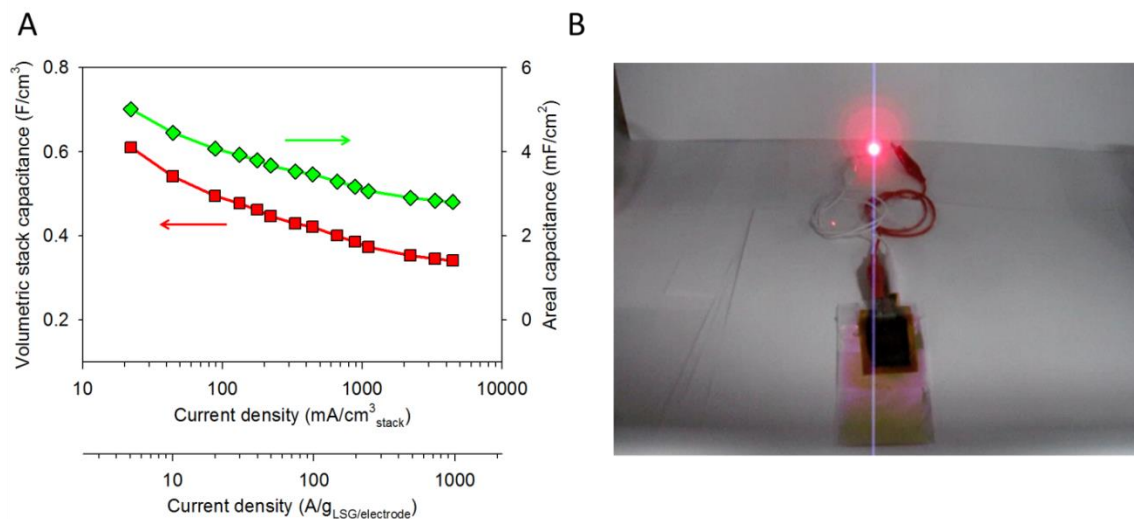 A
B
0.8
0.6
0.4
0.2
Volumetric stack capacitance (F/cm³)
6
4
2
0
Areal capacitance (mF/cm²)
10 100 1000 10000
Current density (mA/cm³stack)
10 100 1000
Current density (A/gLSG/electrode)